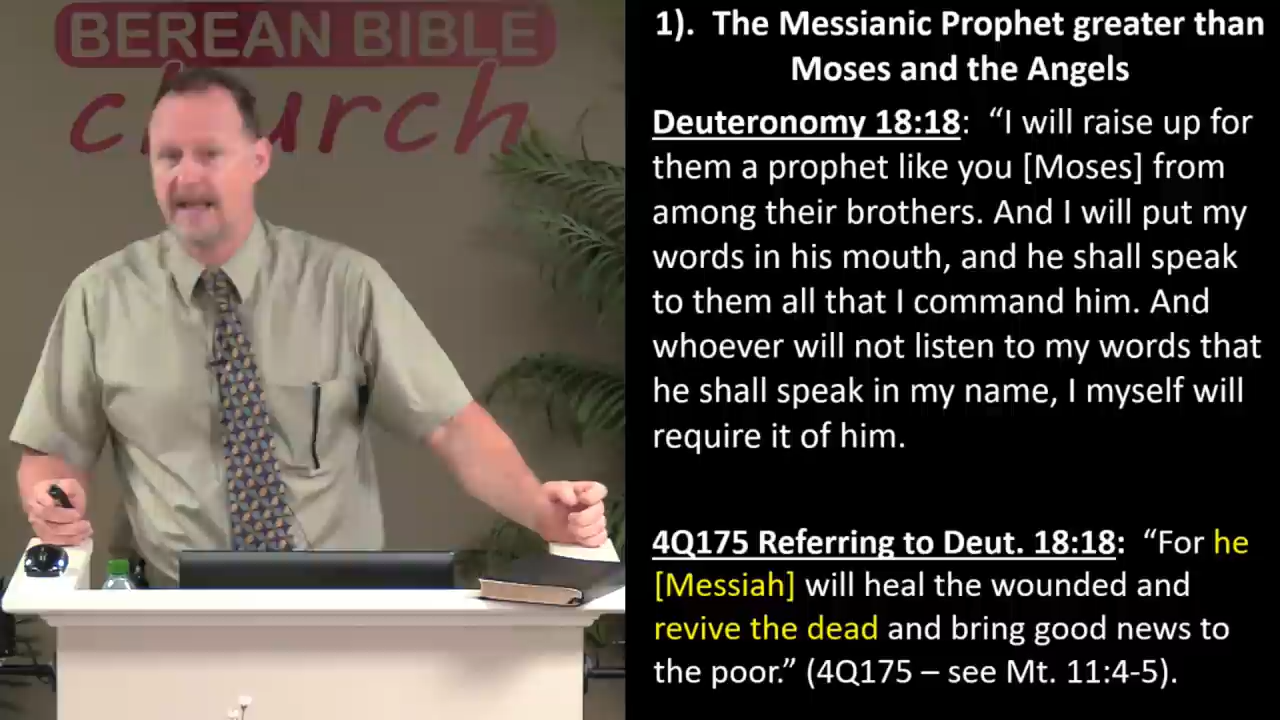 BEREAN BIBLE
church
1). The Messianic Prophet greater than
Moses and the Angels
Deuteronomy 18:18: “I will raise up for
them a prophet like you [Moses] from
among their brothers. And I will put my
words in his mouth, and he shall speak
to them all that I command him. And
whoever will not listen to my words that
he shall speak in my name, I myself will
require it of him.
4Q175 Referring to Deut. 18:18: “For he
[Messiah] will heal the wounded and
revive the dead and bring good news to
the poor.” (4Q175 – see Mt. 11:4-5).